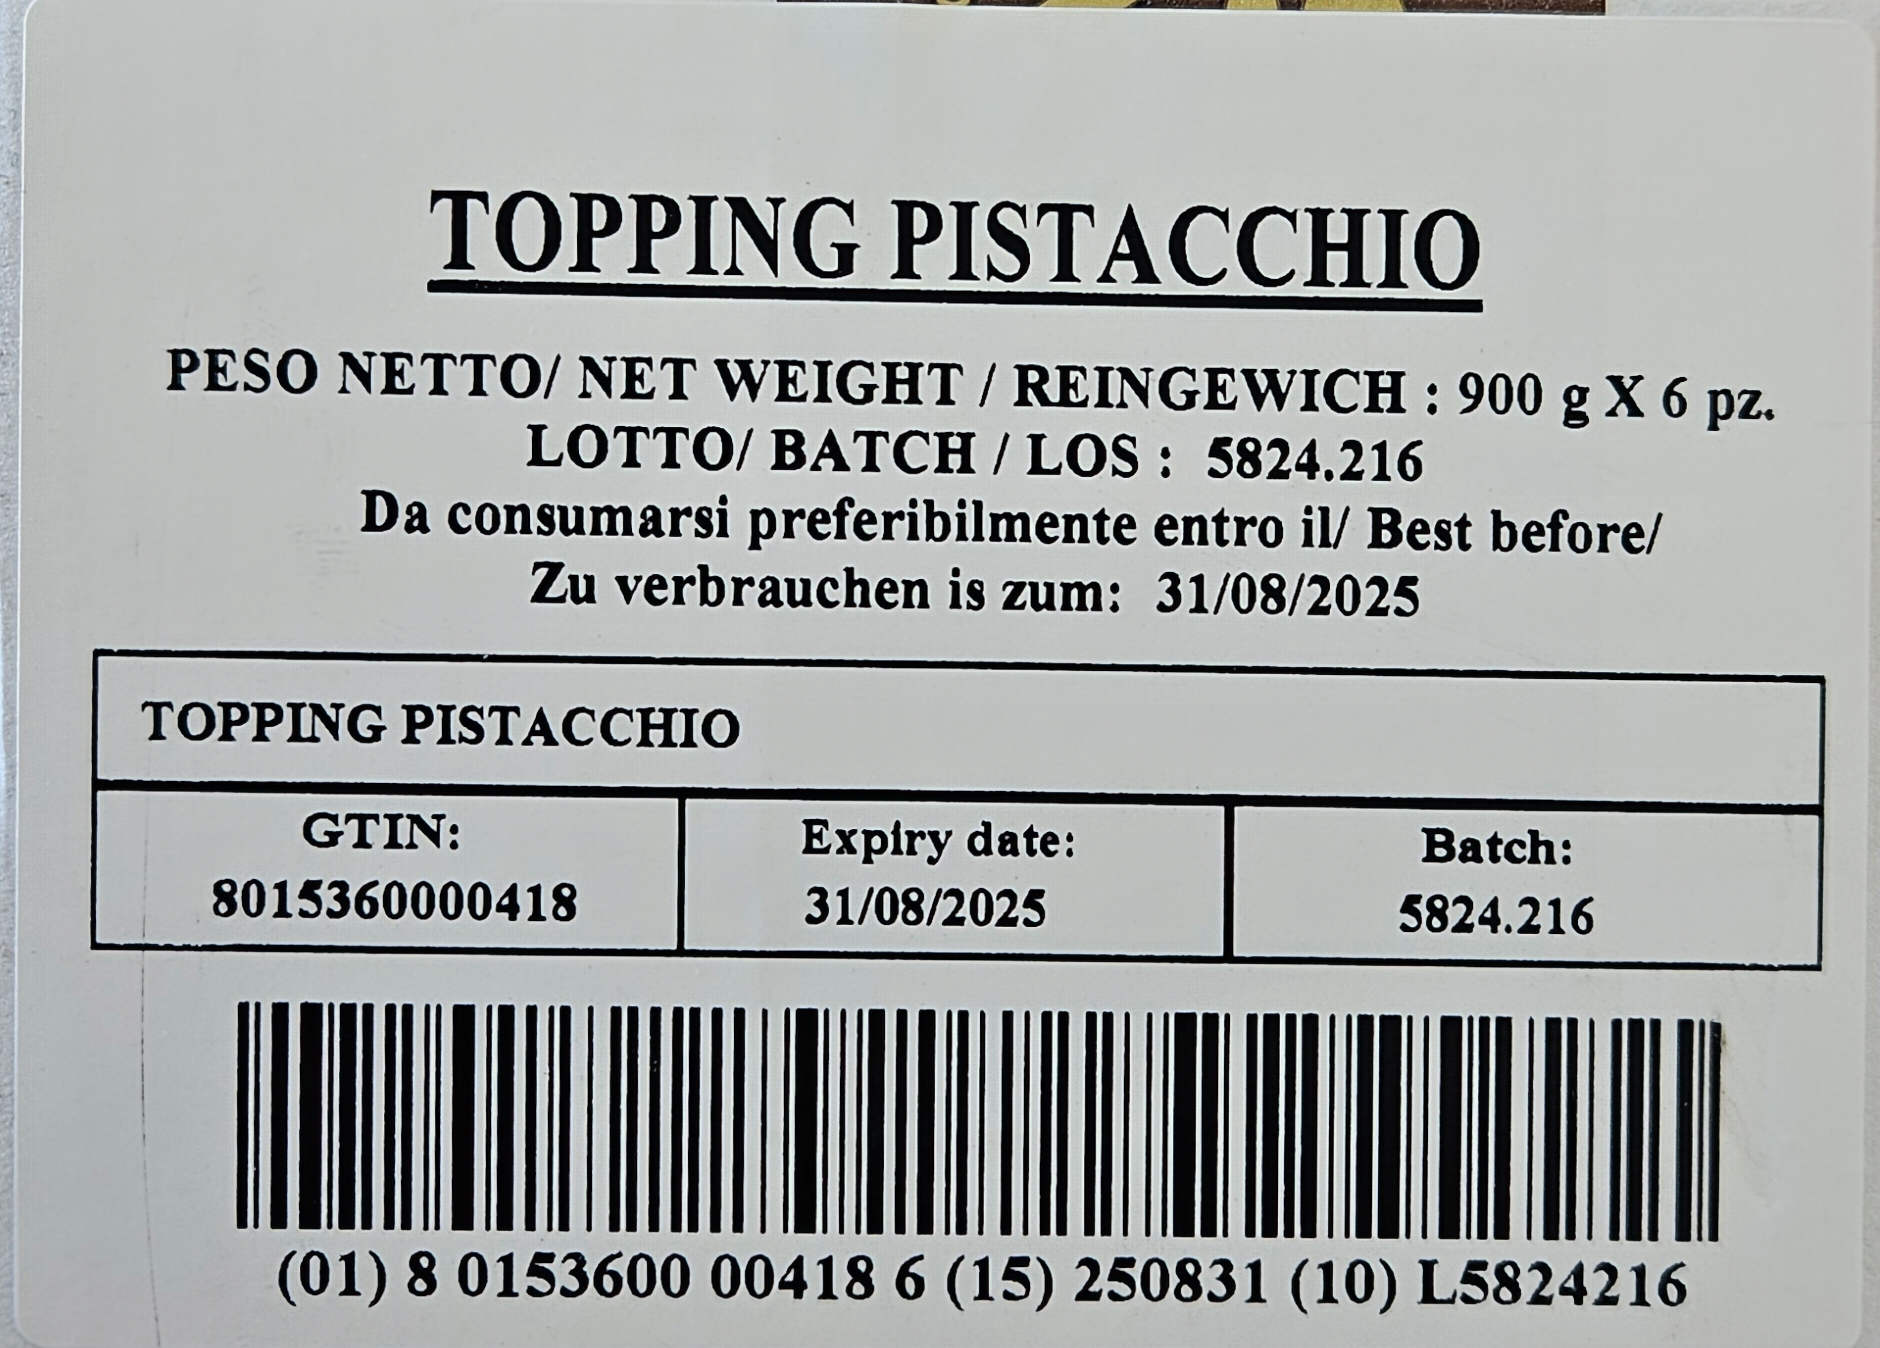 TOPPING PISTACCHIO
PESO NETTO/ NET WEIGHT / REINGEWICH : 900 g X 6 pz.
LOTTO/ BATCH / LOS : 5824.216
Da consumarsi preferibilmente entro il/ Best before/
Zu verbrauchen is zum: 31/08/2025
TOPPING PISTACCHIO
GTIN: Expiry date: Batch:
8015360000418 31/08/2025 5824.216
(01) 8 0153600 00418 6 (15) 250831 (10) L5824216